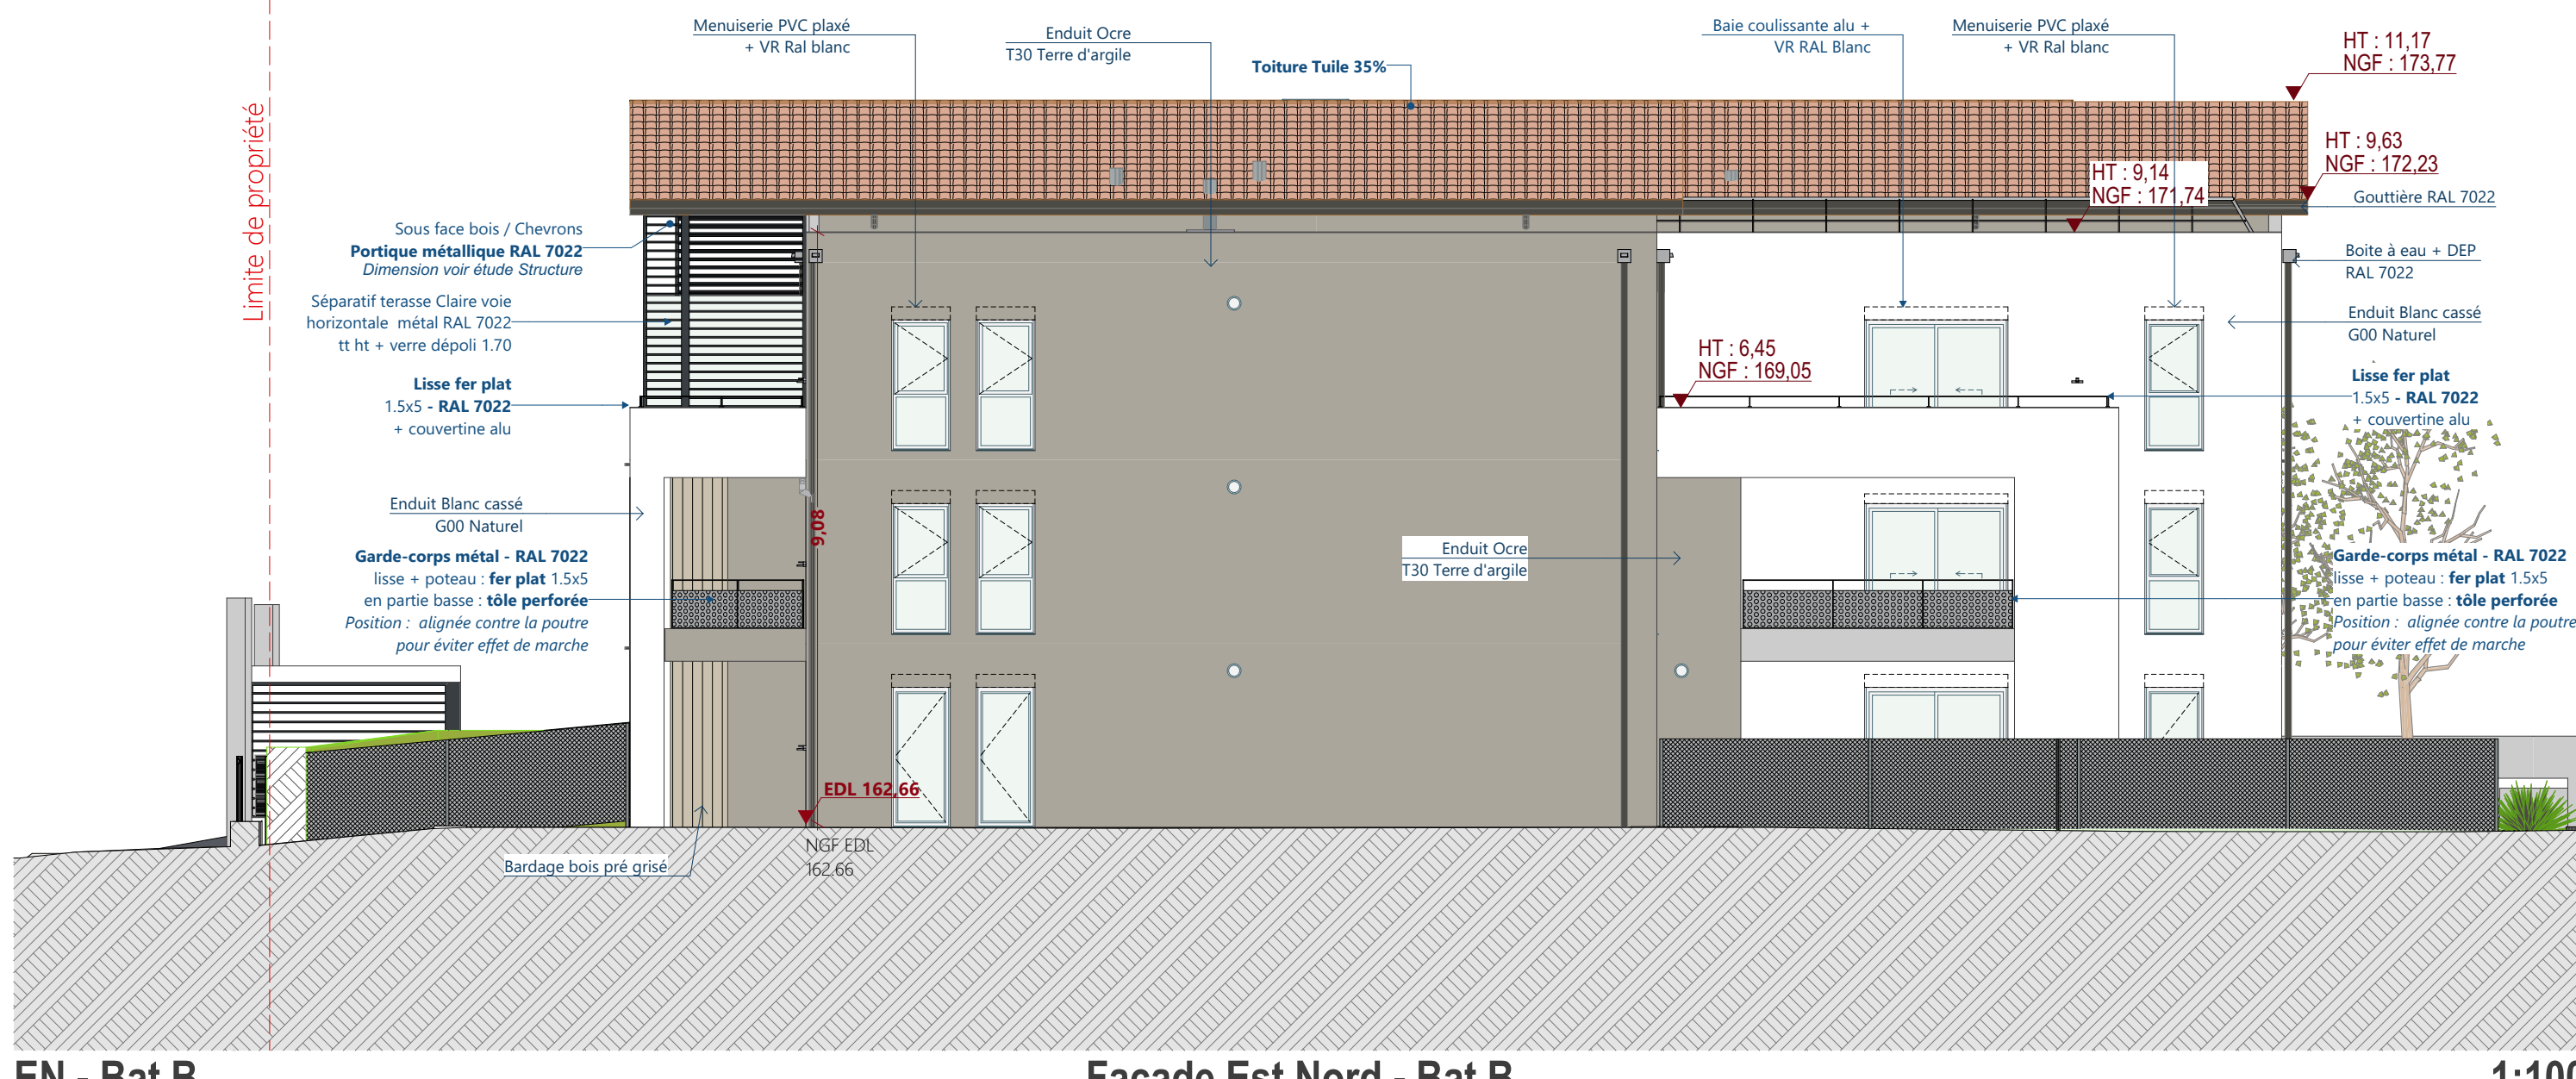 Menuiserie PVC plaxé
+ VR Ral blanc
Enduit Ocre
T30 Terre d'argile
Toiture Tuile 35%
Baie coulissante alu +
VR RAL Blanc
Menuiserie PVC plaxé
+ VR Ral blanc
HT : 11,17
NGF : 173,77
HT : 9,63
NGF : 172,23
HT : 9,14
NGF : 171,74
Gouttière RAL 7022
Limite de propriété
Sous face bois / Chevrons
Portique métallique RAL 7022
Dimension voir étude Structure
Boite à eau + DEP
RAL 7022
Séparatif terasse Claire voie
horizontale métal RAL 7022
tt ht + verre dépoli 1.70
Enduit Blanc cassé
G00 Naturel
HT : 6,45
NGF : 169,05
Lisse fer plat
1.5x5 - RAL 7022
+ couvertine alu
Lisse fer plat
1.5x5 - RAL 7022
+ couvertine alu
Enduit Blanc cassé
G00 Naturel
9,08
Enduit Ocre
T30 Terre d'argile
Garde-corps métal - RAL 7022
lisse + poteau : fer plat 1.5x5
en partie basse : tôle perforée
Position : alignée contre la poutre
pour éviter effet de marche
Garde-corps métal - RAL 7022
lisse + poteau : fer plat 1.5x5
en partie basse : tôle perforée
Position : alignée contre la poutre
pour éviter effet de marche
EDL 162,66
NGF EDL
162.66
Bardage bois pré grisé
EN - Bat B
Façade Est Nord - Bat B
1:100